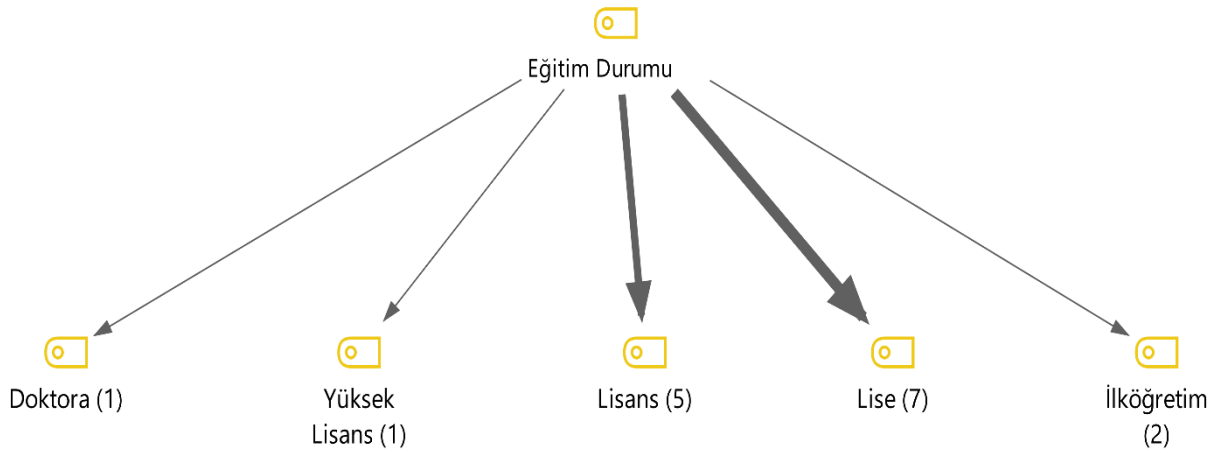 Eğitim Durumu
Doktora (1)
Yüksek
Lisans (1)
Lisans (5)
Lise (7)
İlköğretim
(2)